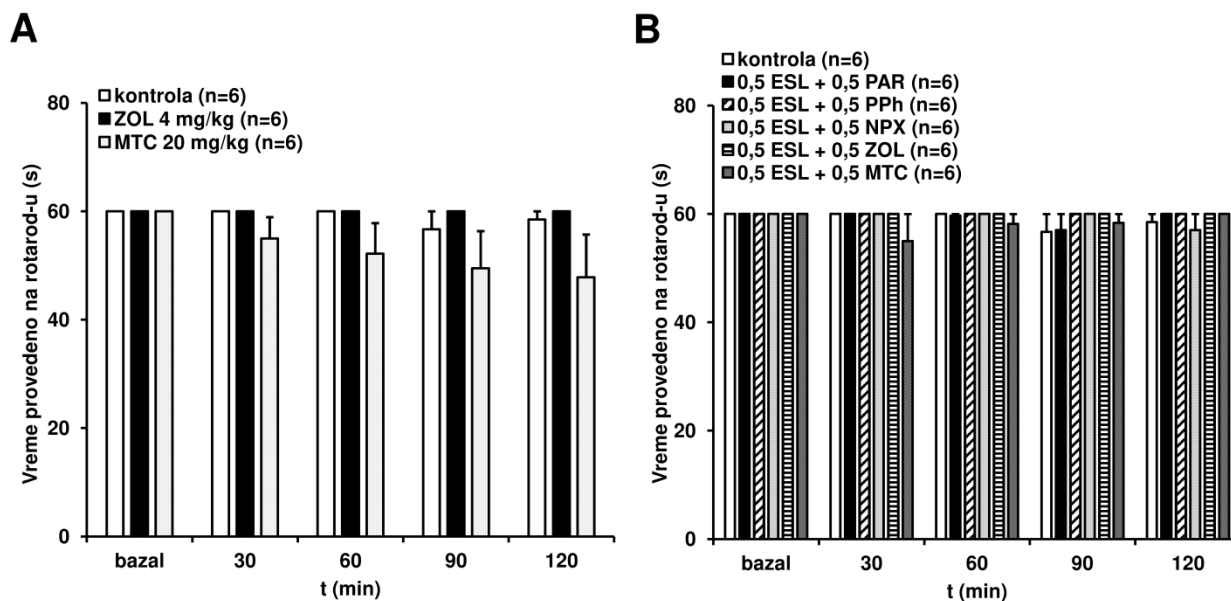 A
kontrola (n=6)
ZOL 4 mg/kg (n=6)
MTC 20 mg/kg (n=6)
Vreme provedeno na rotarod-u (s)
80
60
40
20
0
bazal 30 60 90 120
t (min)
B
kontrola (n=6)
0,5 ESL + 0,5 PAR (n=6)
0,5 ESL + 0,5 PPh (n=6)
0,5 ESL + 0,5 NPX (n=6)
0,5 ESL + 0,5 ZOL (n=6)
0,5 ESL + 0,5 MTC (n=6)
Vreme provedeno na rotarod-u (s)
80
60
40
20
0
bazal 30 60 90 120
t (min)